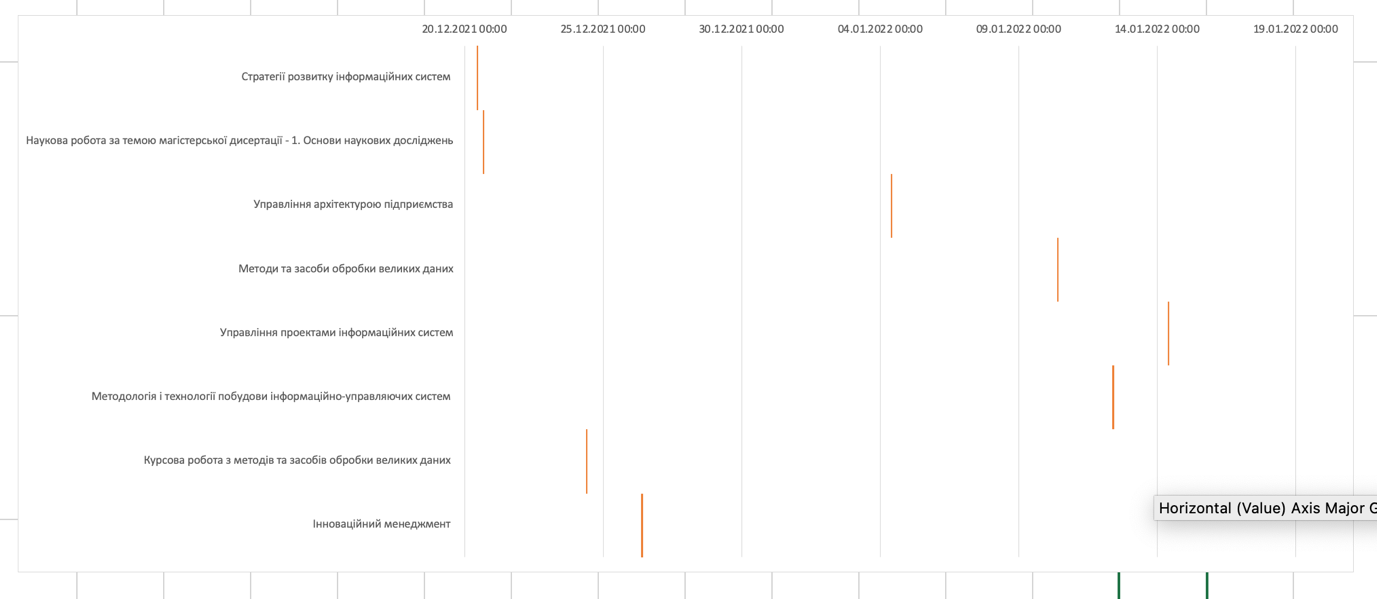 20.12.2021 00:00 25.12.2021 00:00 30.12.2021 00:00 04.01.2022 00:00 09.01.2022 00:00 14.01.2022 00:00 19.01.2022 00:00
Стратегії розвитку інформаційних систем
Наукова робота за темою магістерської дисертації - 1. Основи наукових досліджень
Управління архітектурою підприємства
Методи та засоби обробки великих даних
Управління проектами інформаційних систем
Методологія і технології побудови інформаційно-управляючих систем
Курсова робота з методів та засобів обробки великих даних
Horizontal (Value) Axis Major G
Інноваційний менеджмент